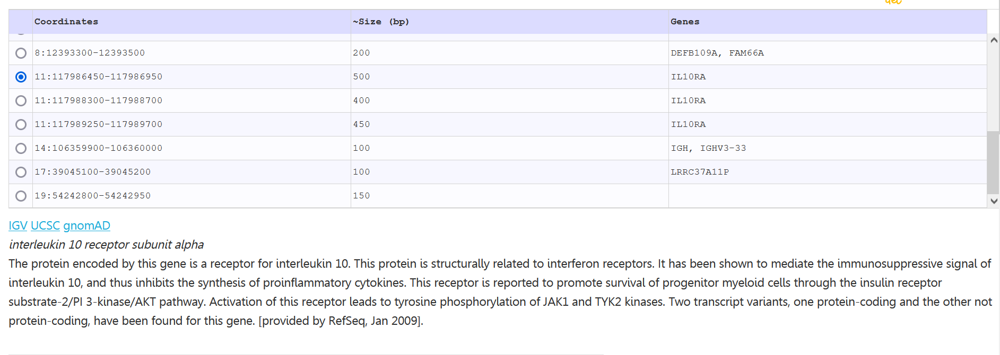 Coordinates ~Size (bp) Genes
8:12393300-12393500 200 DEFB109A, FAM66A
11:117986450-117986950 500 IL10RA
11:117988300-117988700 400 IL10RA
11:117989250-117989700 450 IL10RA
14:106359900-106360000 100 IGH, IGHV3-33
17:39045100-39045200 100 LRRC37A11P
19:54242800-54242950 150
IGV UCSC gnomAD
interleukin 10 receptor subunit alpha
The protein encoded by this gene is a receptor for interleukin 10. This protein is structurally related to interferon receptors. It has been shown to mediate the immunosuppressive signal of
interleukin 10, and thus inhibits the synthesis of proinflammatory cytokines. This receptor is reported to promote survival of progenitor myeloid cells through the insulin receptor
substrate-2/PI 3-kinase/AKT pathway. Activation of this receptor leads to tyrosine phosphorylation of JAK1 and TYK2 kinases. Two transcript variants, one protein-coding and the other not
protein-coding, have been found for this gene. [provided by RefSeq, Jan 2009].